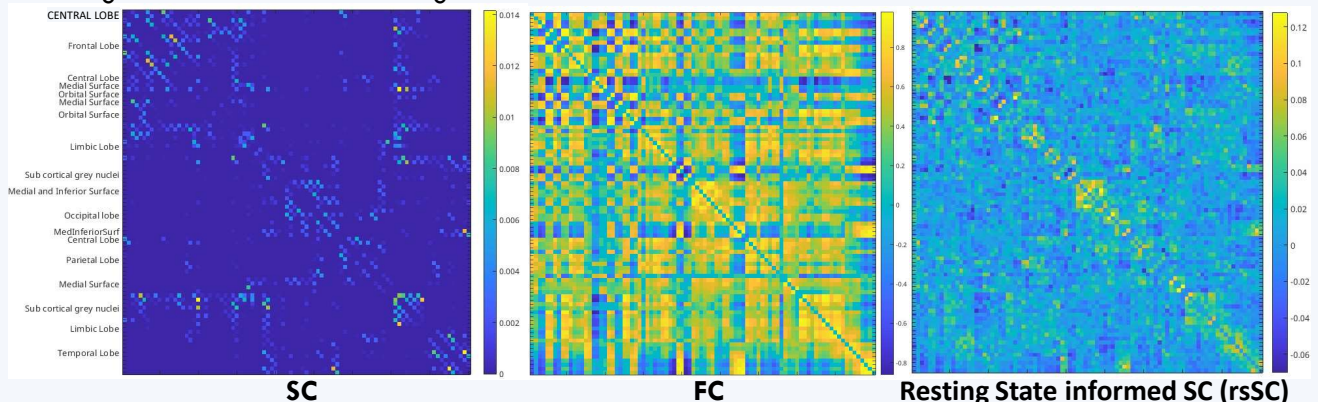 CENTRAL LOBE
Frontal Lobe
Central Lobe
Medial Surface
Orbital Surface
Medial Surface
Orbital Surface
Limbic Lobe
Sub cortical grey nuclei
Medial and Inferior Surface
Occipital lobe
MedInferiorSurf
Central Lobe
Parietal Lobe
Medial Surface
Sub cortical grey nuclei
Limbic Lobe
Temporal Lobe
0.014
0.012
0.01
0.008
0.006
0.004
0.002
0
SC
0.8
0.6
0.4
0.2
0
-0.2
-0.4
-0.6
-0.8
FC
0.12
0.1
0.08
0.06
0.04
0.02
0
-0.02
-0.04
-0.06
Resting State informed SC (rsSC)